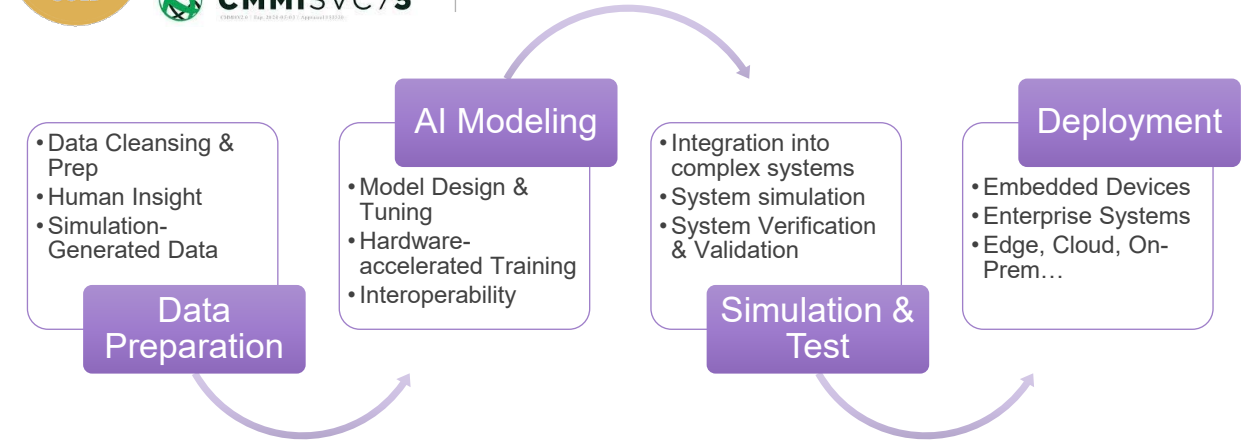 CMMISVC/5
• Data Cleansing &
Prep
• Human Insight
• Simulation-
Generated Data
Data
Preparation
AI Modeling
• Model Design &
Tuning
• Hardware-
accelerated Training
• Interoperability
• Integration into
complex systems
• System simulation
• System Verification
& Validation
Simulation &
Test
Deployment
• Embedded Devices
• Enterprise Systems
• Edge, Cloud, On-
Prem…